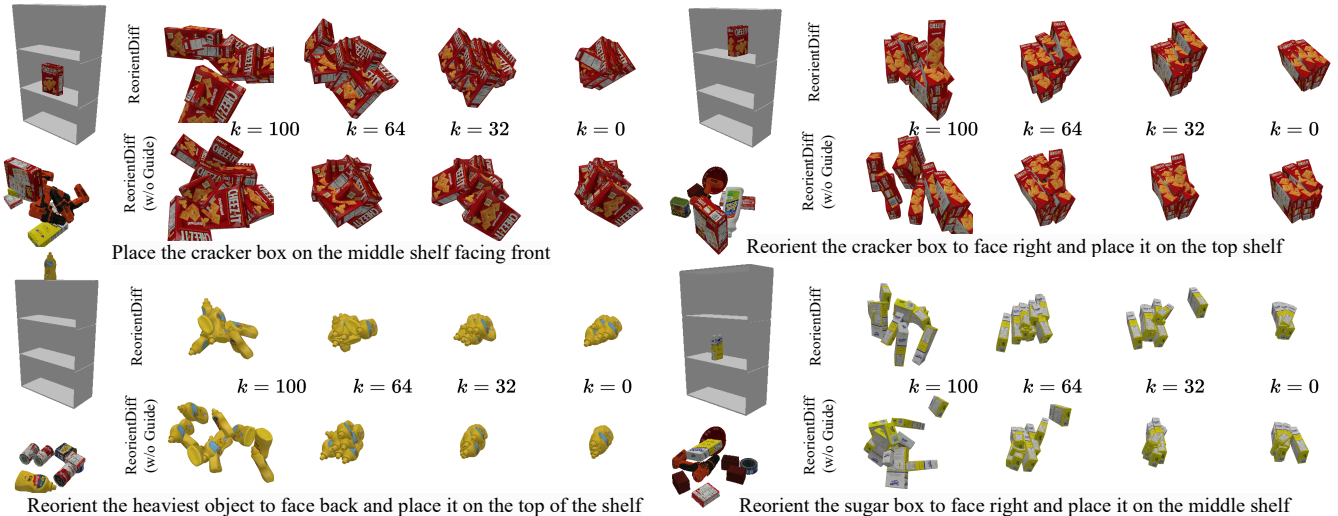 ReorientDiff
k = 100 k = 64 k = 32 k = 0
ReorientDiff
(w/o Guide)
Place the cracker box on the middle shelf facing front
ReorientDiff
k = 100 k = 64 k = 32 k = 0
ReorientDiff
(w/o Guide)
Reorient the cracker box to face right and place it on the top shelf
ReorientDiff
k = 100 k = 64 k = 32 k = 0
ReorientDiff
(w/o Guide)
Reorient the heaviest object to face back and place it on the top of the shelf
ReorientDiff
k = 100 k = 64 k = 32 k = 0
ReorientDiff
(w/o Guide)
Reorient the sugar box to face right and place it on the middle shelf